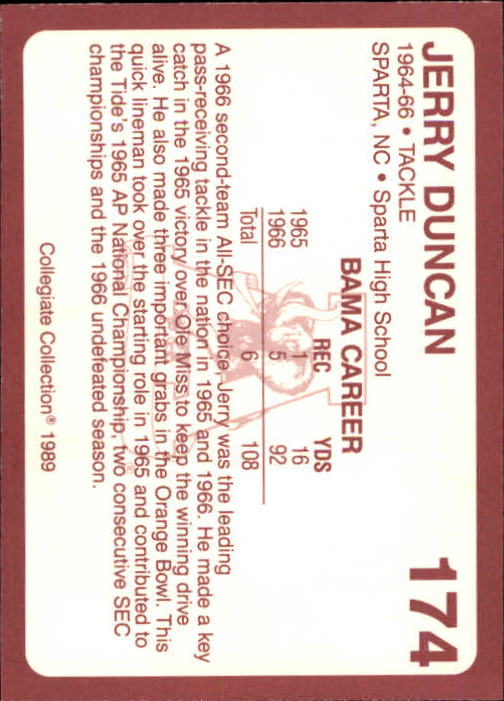 JERRY DUNCAN 174
1964-66 • TACKLE
SPARTA, NC • Sparta High School
BAMA CAREER
REC YDS
1965 1 16
1966 5 92
Total 6 108
A 1966 second-team All-SEC choice, Jerry was the leading
pass-receiving tackle in the nation in 1965 and 1966. He made a key
catch in the 1965 victory over Ole Miss to keep the winning drive
alive. He also made three important grabs in the Orange Bowl. This
quick lineman took over the starting role in 1965 and contributed to
the Tide's 1965 AP National Championship, two consecutive SEC
championships and the 1966 undefeated season.
Collegiate Collection® 1989